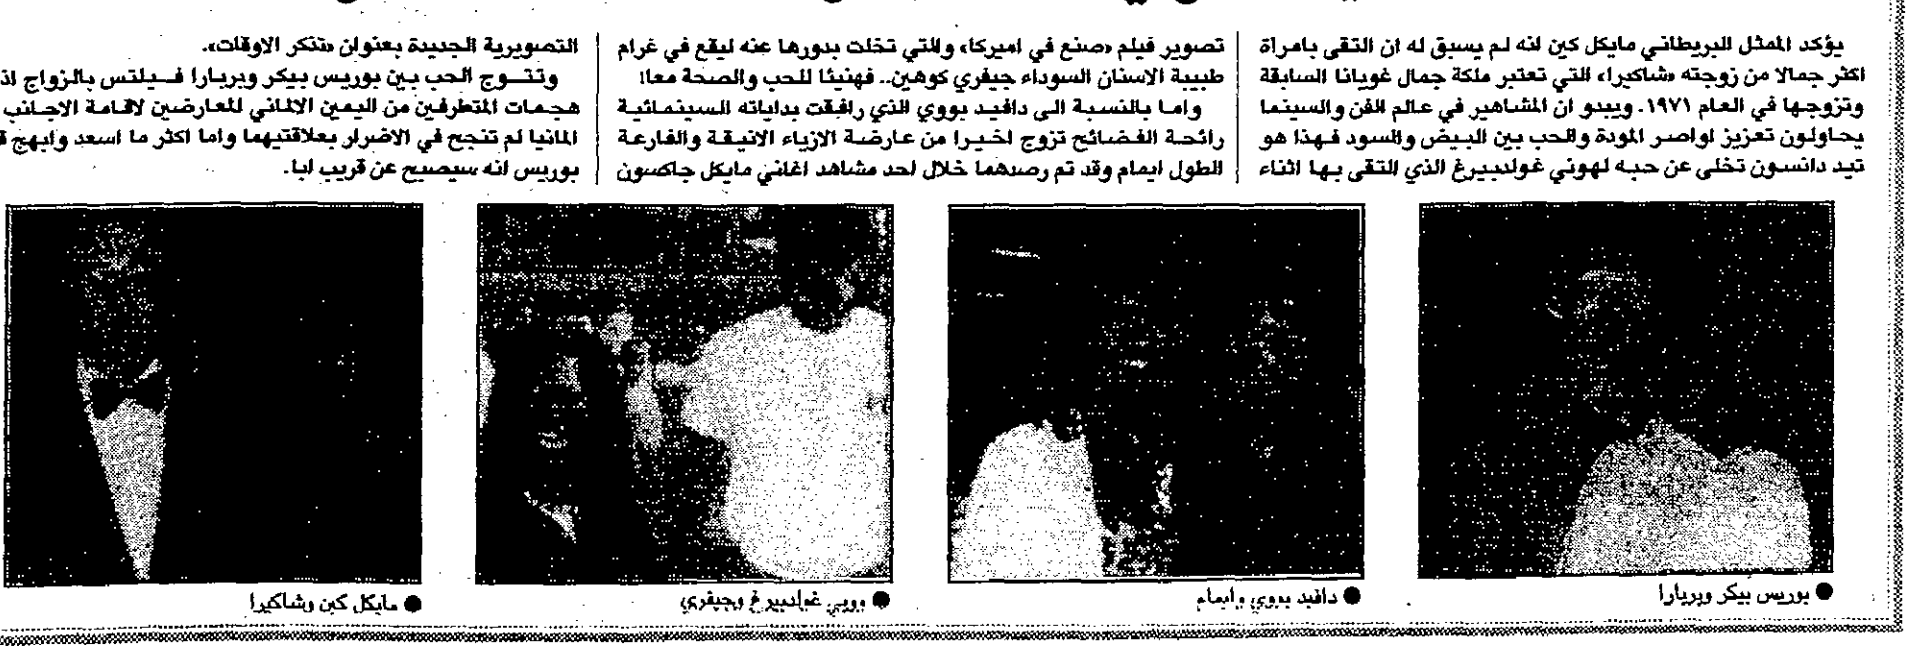 يؤكد الممثل البريطاني مايكل كين انه لم يسبق له ان التقى بامراة
اكثر جمالا من زوجته «شاكيرا» التي تعتبر ملكة جمال غويانا السابقة
وتزوجها في العام ١٩٧١. ويبدو ان المشاهير في عالم الفن والسينما
يحاولون تعزيز اواصر المودة والحب بين البيض والسود فهذا هو
تيد دانسون تخلى عن حبه لهوني غولدبيرغ الذي التقى بها اثناء
تصوير فيلم «صنع في اميركا» والتي تخلت بدورها عنه ليقع في غرام
طبيبة الاسنان السوداء جيفري كوهين.. فهنيئا للحب والصحة معا!
واما بالنسبة الى دافيد بووي الذي رافقت بداياته السينمائية
رائحة الفضائح تزوج اخيرا من عارضة الازياء الانيقة والفارعة
الطول ايمام وقد تم رصدهما خلال احد مشاهد اغاني مايكل جاكسون
التصويرية الجديدة بعنوان «تذكر الاوقات».
وتتوج الحب بين بوريس بيكر وبربارا فيلتس بالزواج
هجمات المتطرفين من اليمين الالماني المعارضين لاقامة الاجانب
المانيا لم تنجح في الاضرار بعلاقتيهما واما اكثر ما اسعد وابهج
بوريس انه سيصبح عن قريب ابا.
● بوريس بيكر وبربارا
● دافيد بووي وايمام
● ووبي غولدبيرغ وجيفري
● مايكل كين وشاكيرا